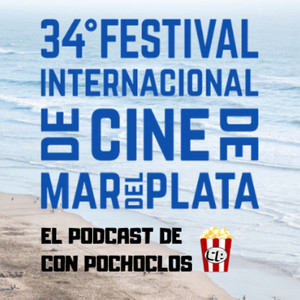 34° FESTIVAL
INTERNACIONAL
DE CINE DE
MAR DEL PLATA
EL PODCAST DE
CON POCHOCLOS